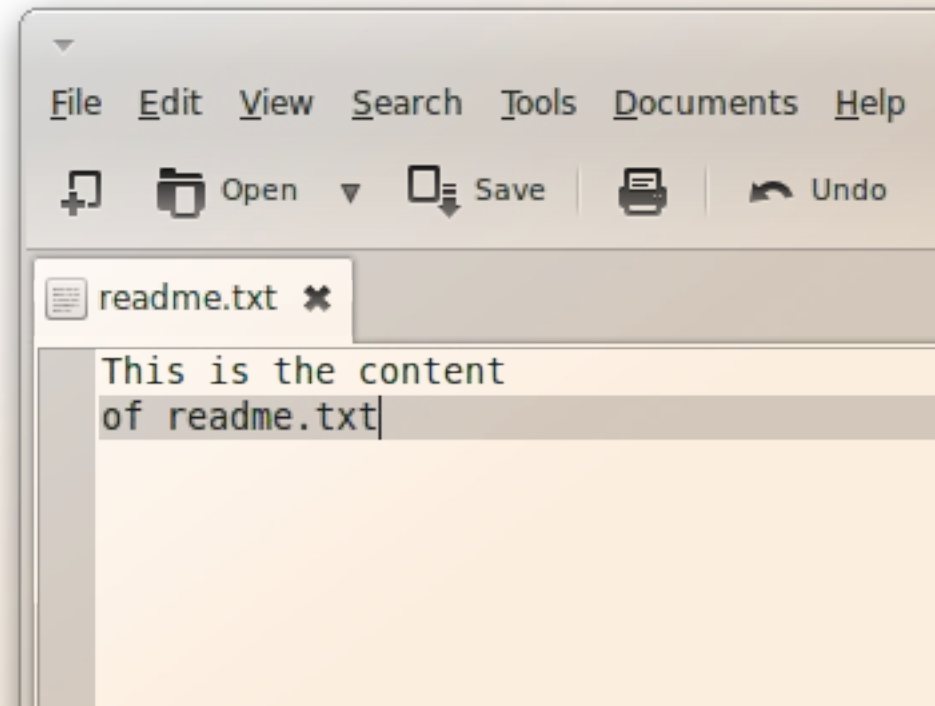 File Edit View Search Tools Documents Help
Open Save Undo
readme.txt
This is the content
of readme.txt